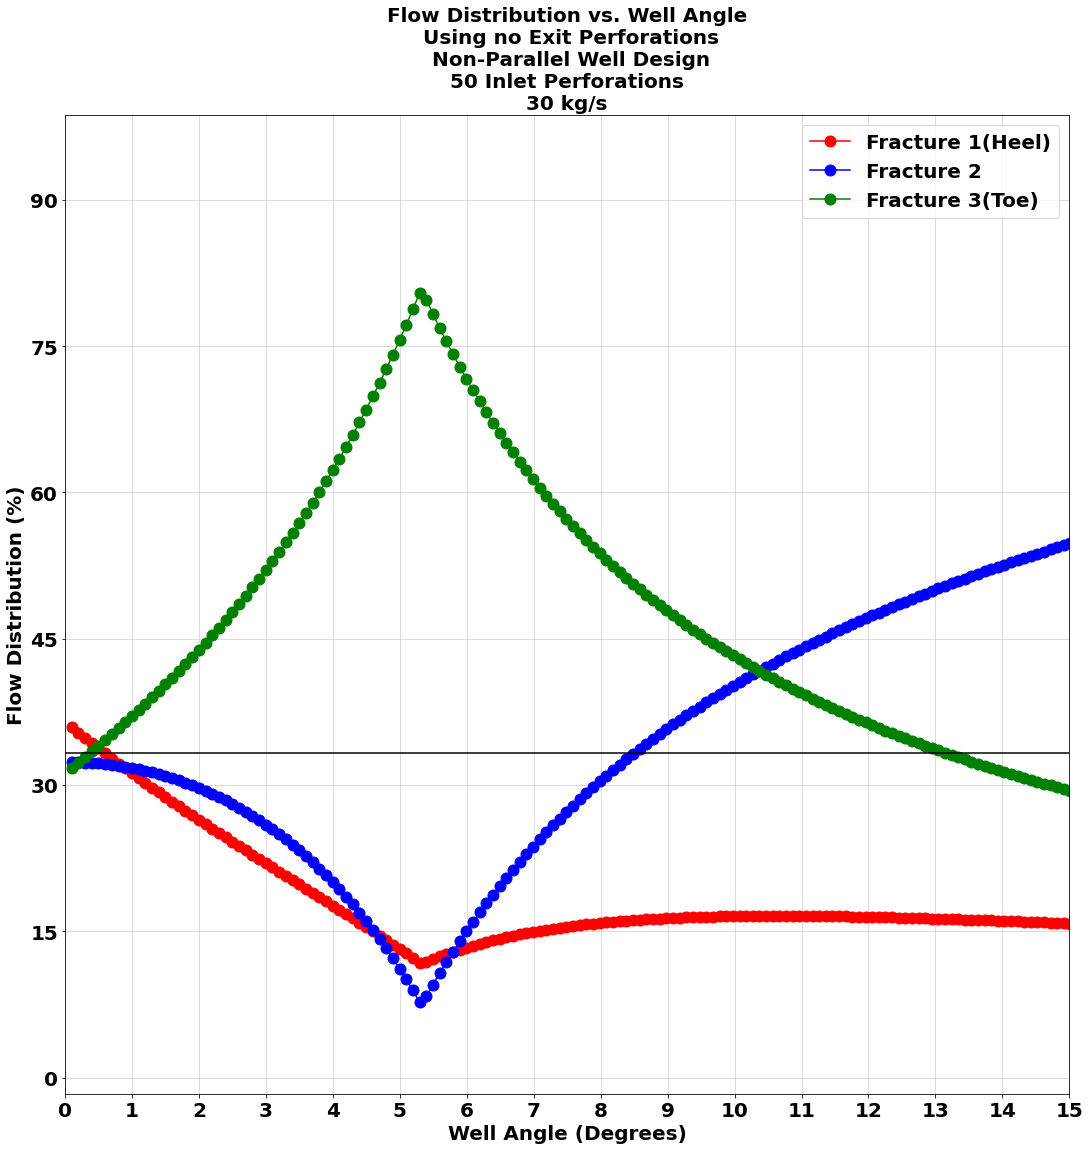 Flow Distribution vs. Well Angle
Using no Exit Perforations
Non-Parallel Well Design
50 Inlet Perforations
30 kg/s
Fracture 1(Heel)
Fracture 2
Fracture 3(Toe)
Flow Distribution (%)
90
75
60
45
30
15
0
0 1 2 3 4 5 6 7 8 9 10 11 12 13 14 15
Well Angle (Degrees)